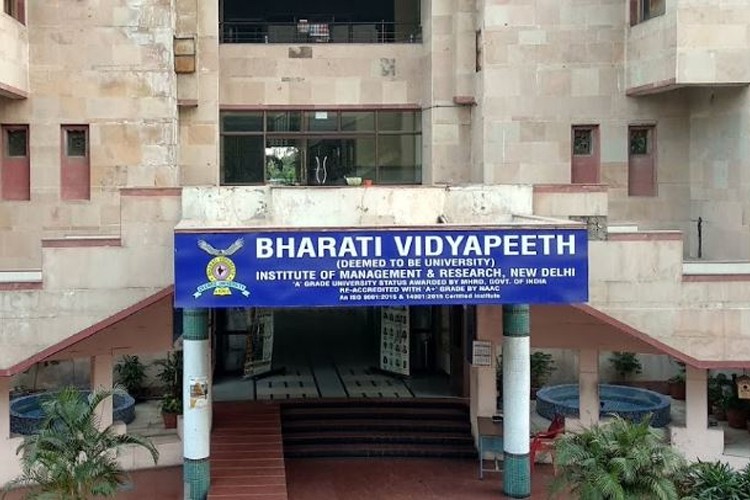 BHARATI VIDYAPEETH
(DEEMED TO BE UNIVERSITY)
INSTITUTE OF MANAGEMENT & RESEARCH, NEW DELHI
'A' GRADE UNIVERSITY STATUS AWARDED BY MHRD, GOVT. OF INDIA
RE-ACCREDITED WITH 'A+' GRADE BY NAAC
An ISO 9001:2015 & 14001:2015 Certified Institute